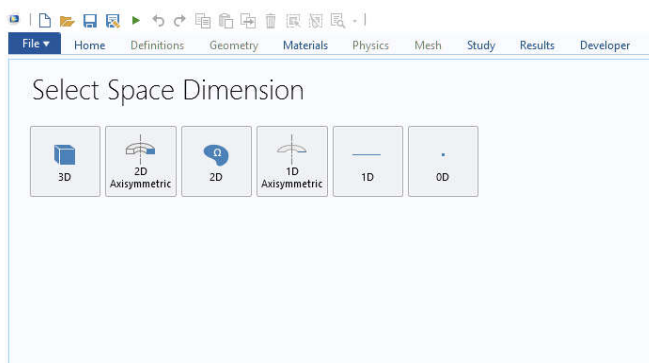 File Home Definitions Geometry Materials Physics Mesh Study Results Developer
Select Space Dimension
3D
2D
Axisymmetric
Ω
2D
1D
Axisymmetric
1D
0D